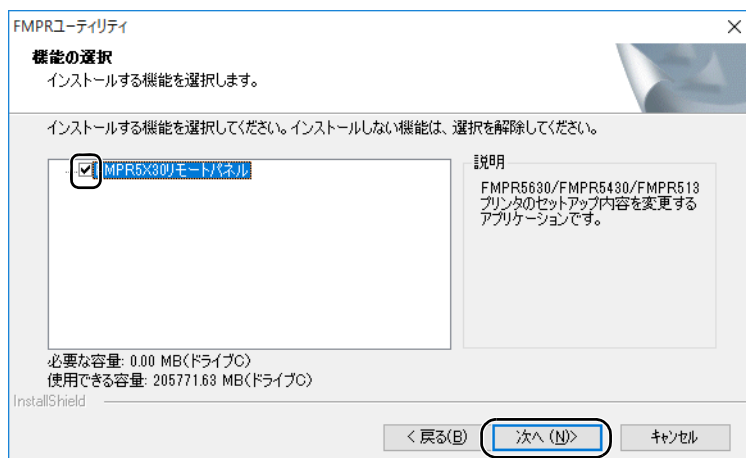 FMPRユーティリティ
機能の選択
インストールする機能を選択します。
インストールする機能を選択してください。インストールしない機能は、選択を解除してください。
MPR5X30リモートパネル
説明
FMPR5630/FMPR5430/FMPR513
プリンタのセットアップ内容を変更する
アプリケーションです。
必要な容量: 0.00 MB(ドライブC)
使用できる容量: 205771.63 MB(ドライブC)
InstallShield
< 戻る(B)
次へ (N)>
キャンセル